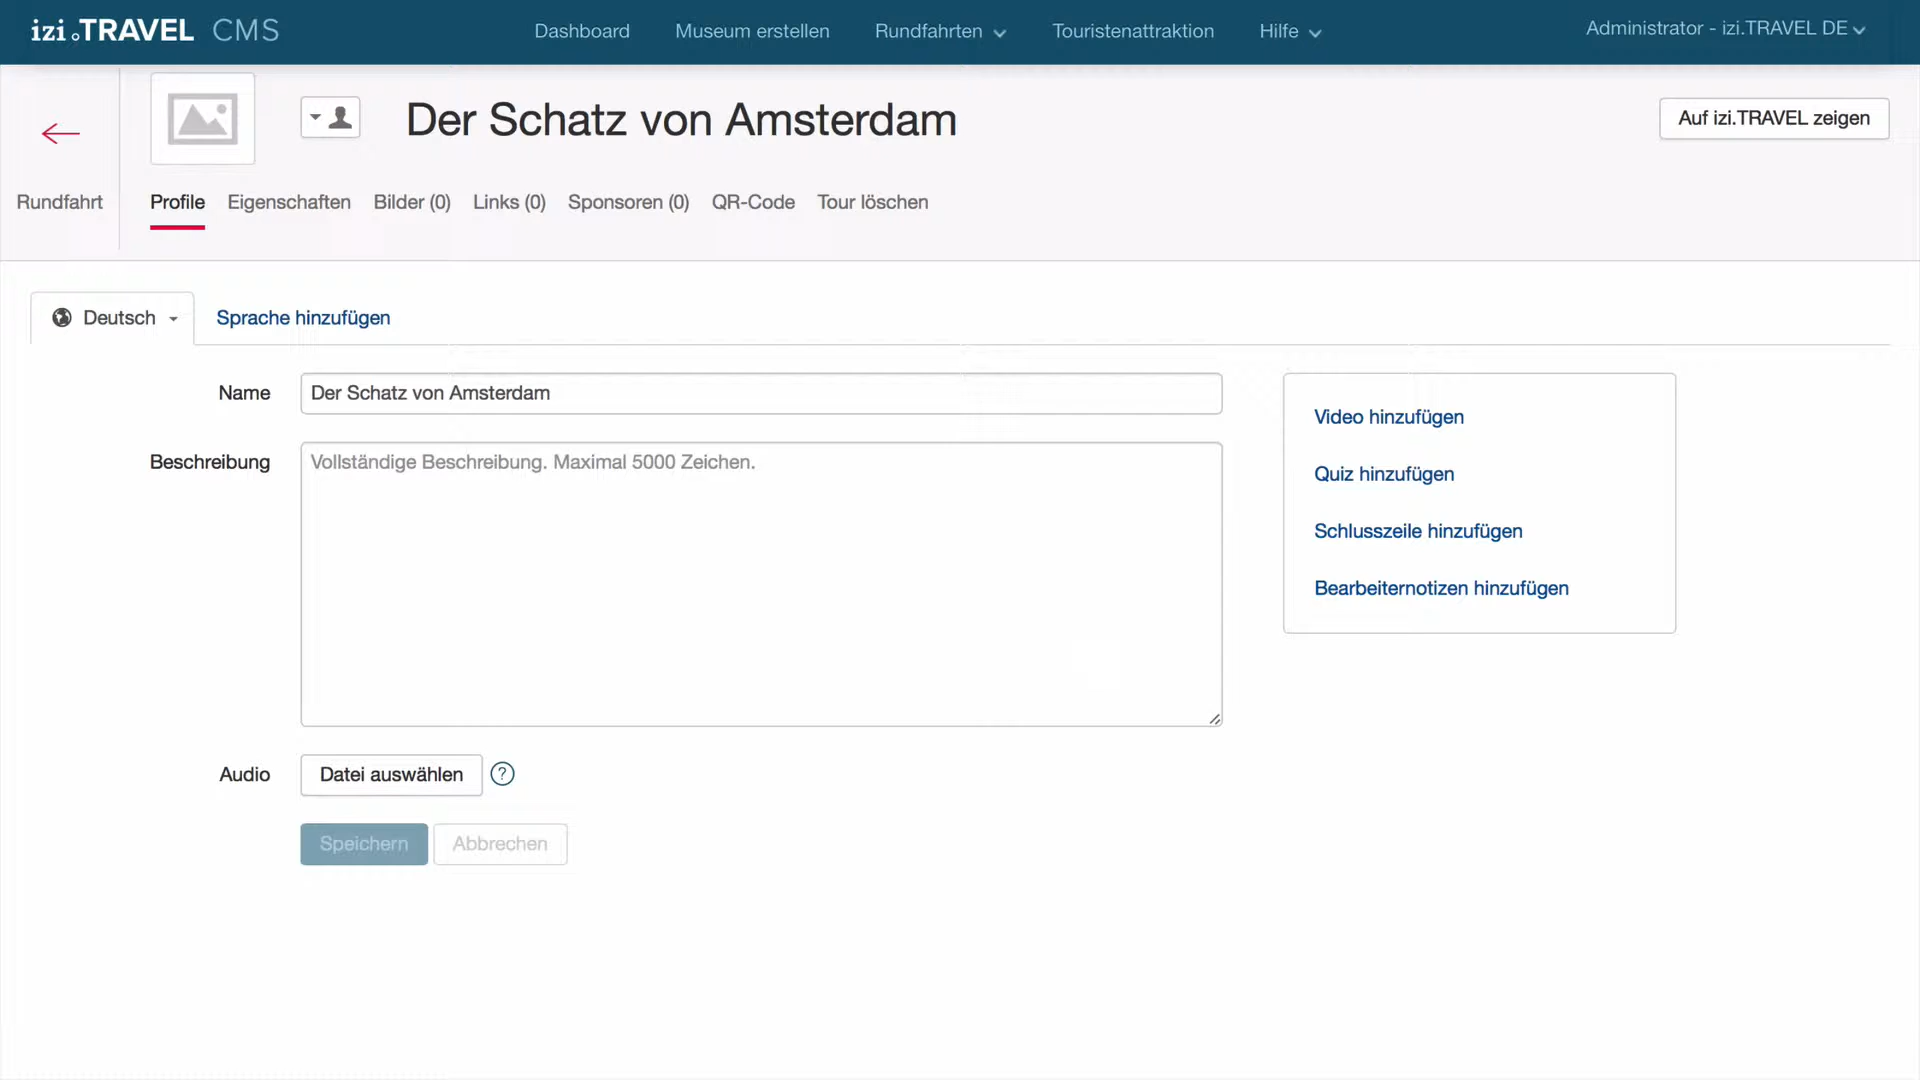 izi.TRAVEL CMS
Dashboard
Museum erstellen
Rundfahrten
Touristenattraktion
Hilfe
Administrator - izi.TRAVEL DE
Der Schatz von Amsterdam
Auf izi.TRAVEL zeigen
Rundfahrt
Profile
Eigenschaften
Bilder (0)
Links (0)
Sponsoren (0)
QR-Code
Tour löschen
Deutsch
Sprache hinzufügen
Name
Der Schatz von Amsterdam
Beschreibung
Vollständige Beschreibung. Maximal 5000 Zeichen.
Video hinzufügen
Quiz hinzufügen
Schlusszeile hinzufügen
Bearbeiternotizen hinzufügen
Audio
Datei auswählen
?
Speichern
Abbrechen